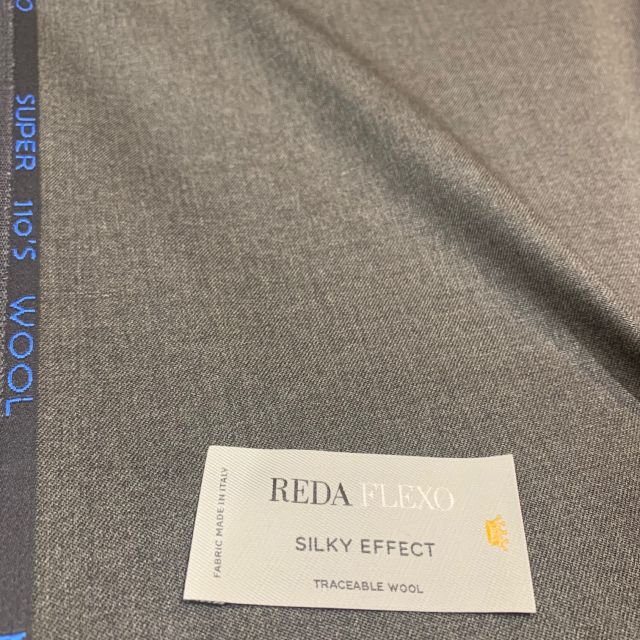 SUPER 110'S WOOL
REDA FLEXO
SILKY EFFECT
TRACEABLE WOOL
FABRIC MADE IN ITALY